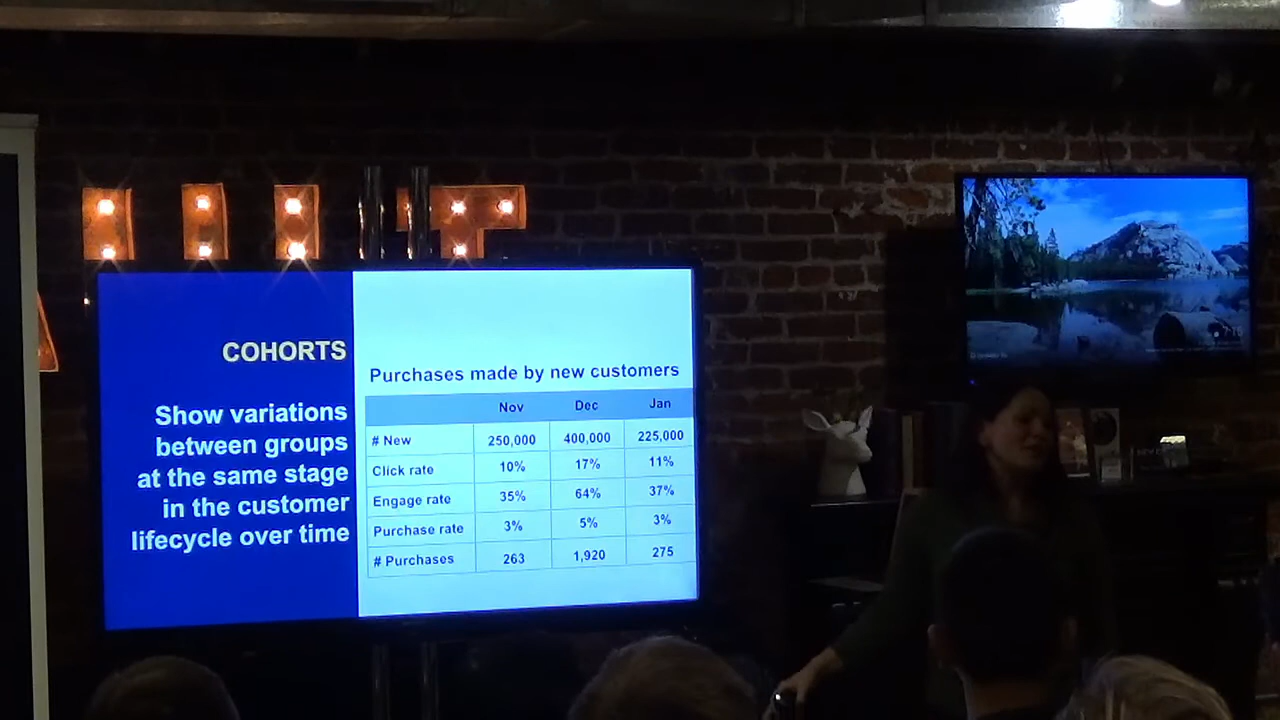 COHORTS
Show variations
between groups
at the same stage
in the customer
lifecycle over time
Purchases made by new customers
Nov Dec Jan
# New 250,000 400,000 225,000
Click rate 10% 17% 11%
Engage rate 35% 64% 37%
Purchase rate 3% 5% 3%
# Purchases 263 1,920 275